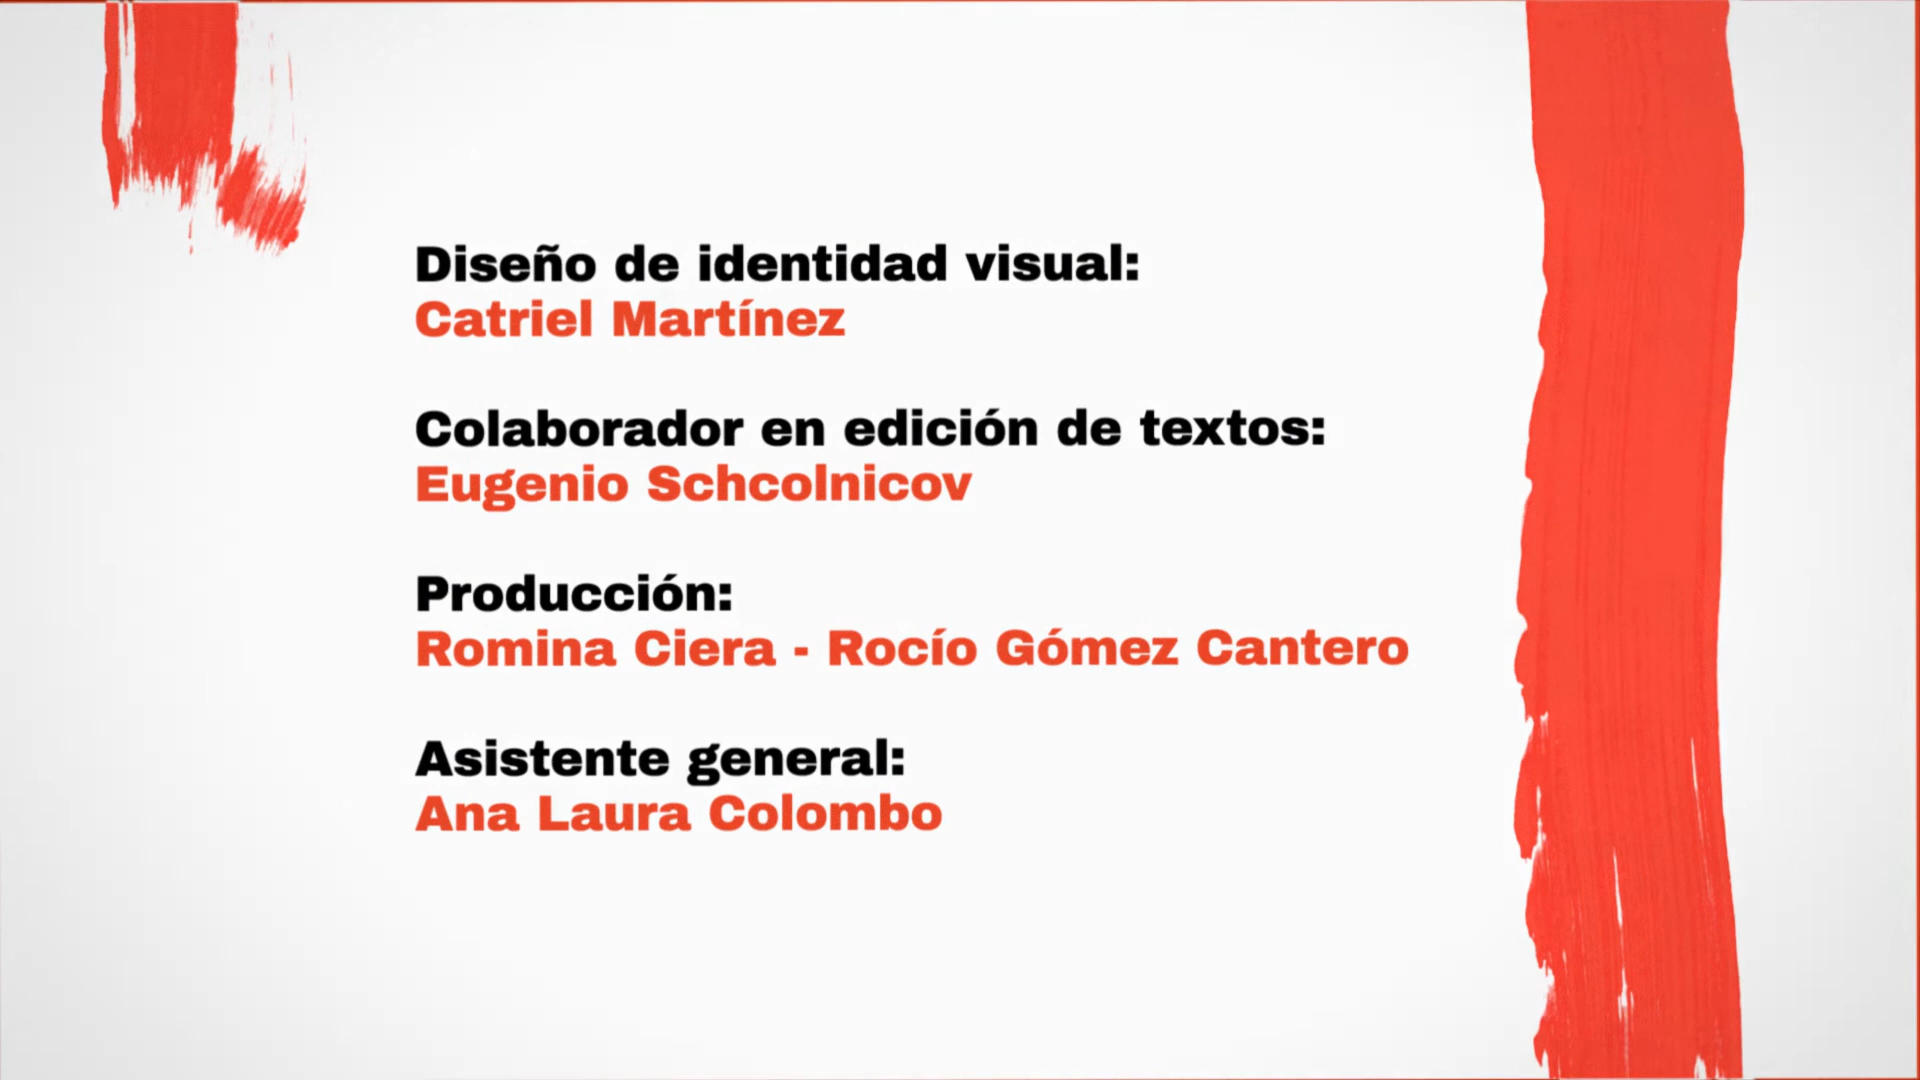 Diseño de identidad visual:
Catriel Martínez
Colaborador en edición de textos:
Eugenio Schcolnicov
Producción:
Romina Ciera - Rocío Gómez Cantero
Asistente general:
Ana Laura Colombo